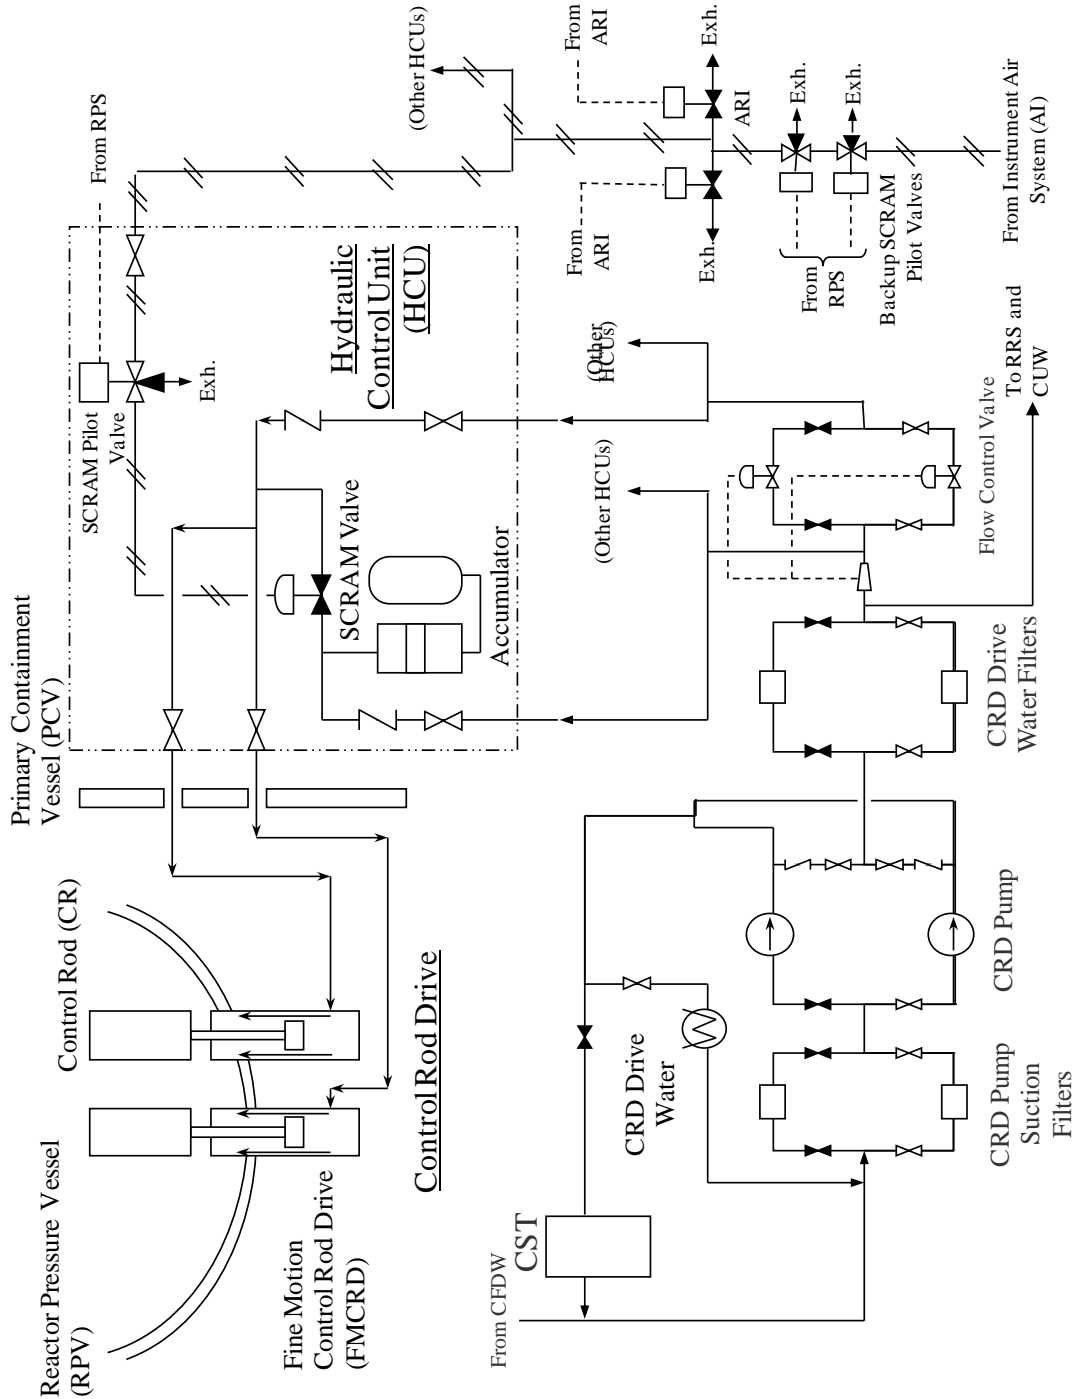 Reactor Pressure Vessel
(RPV)
Control Rod (CR)
Primary Containment
Vessel (PCV)
From RPS
SCRAM Pilot
Valve
Exh.
Fine Motion
Control Rod Drive
(FMCRD)
Control Rod Drive
SCRAM Valve
Accumulator
Hydraulic
Control Unit
(HCU)
(Other HCUs)
From
ARI
Exh.
From
ARI
Exh.
ARI
Exh.
Exh.
From
RPS
Backup SCRAM
Pilot Valves
From Instrument Air
System (AI)
(Other HCUs)
(Other
HCUs)
From CFDW
CST
CRD Drive
Water
CRD Pump
Suction
Filters
CRD Pump
CRD Drive
Water Filters
Flow Control Valve
To RRS and
CUW